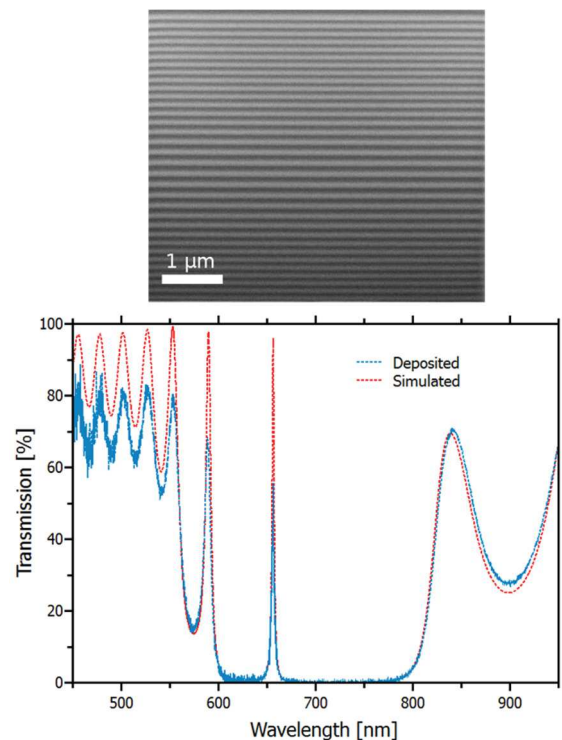 1 μm
100
80
60
40
20
0
Transmission [%]
Deposited
Simulated
500
600
700
800
900
Wavelength [nm]